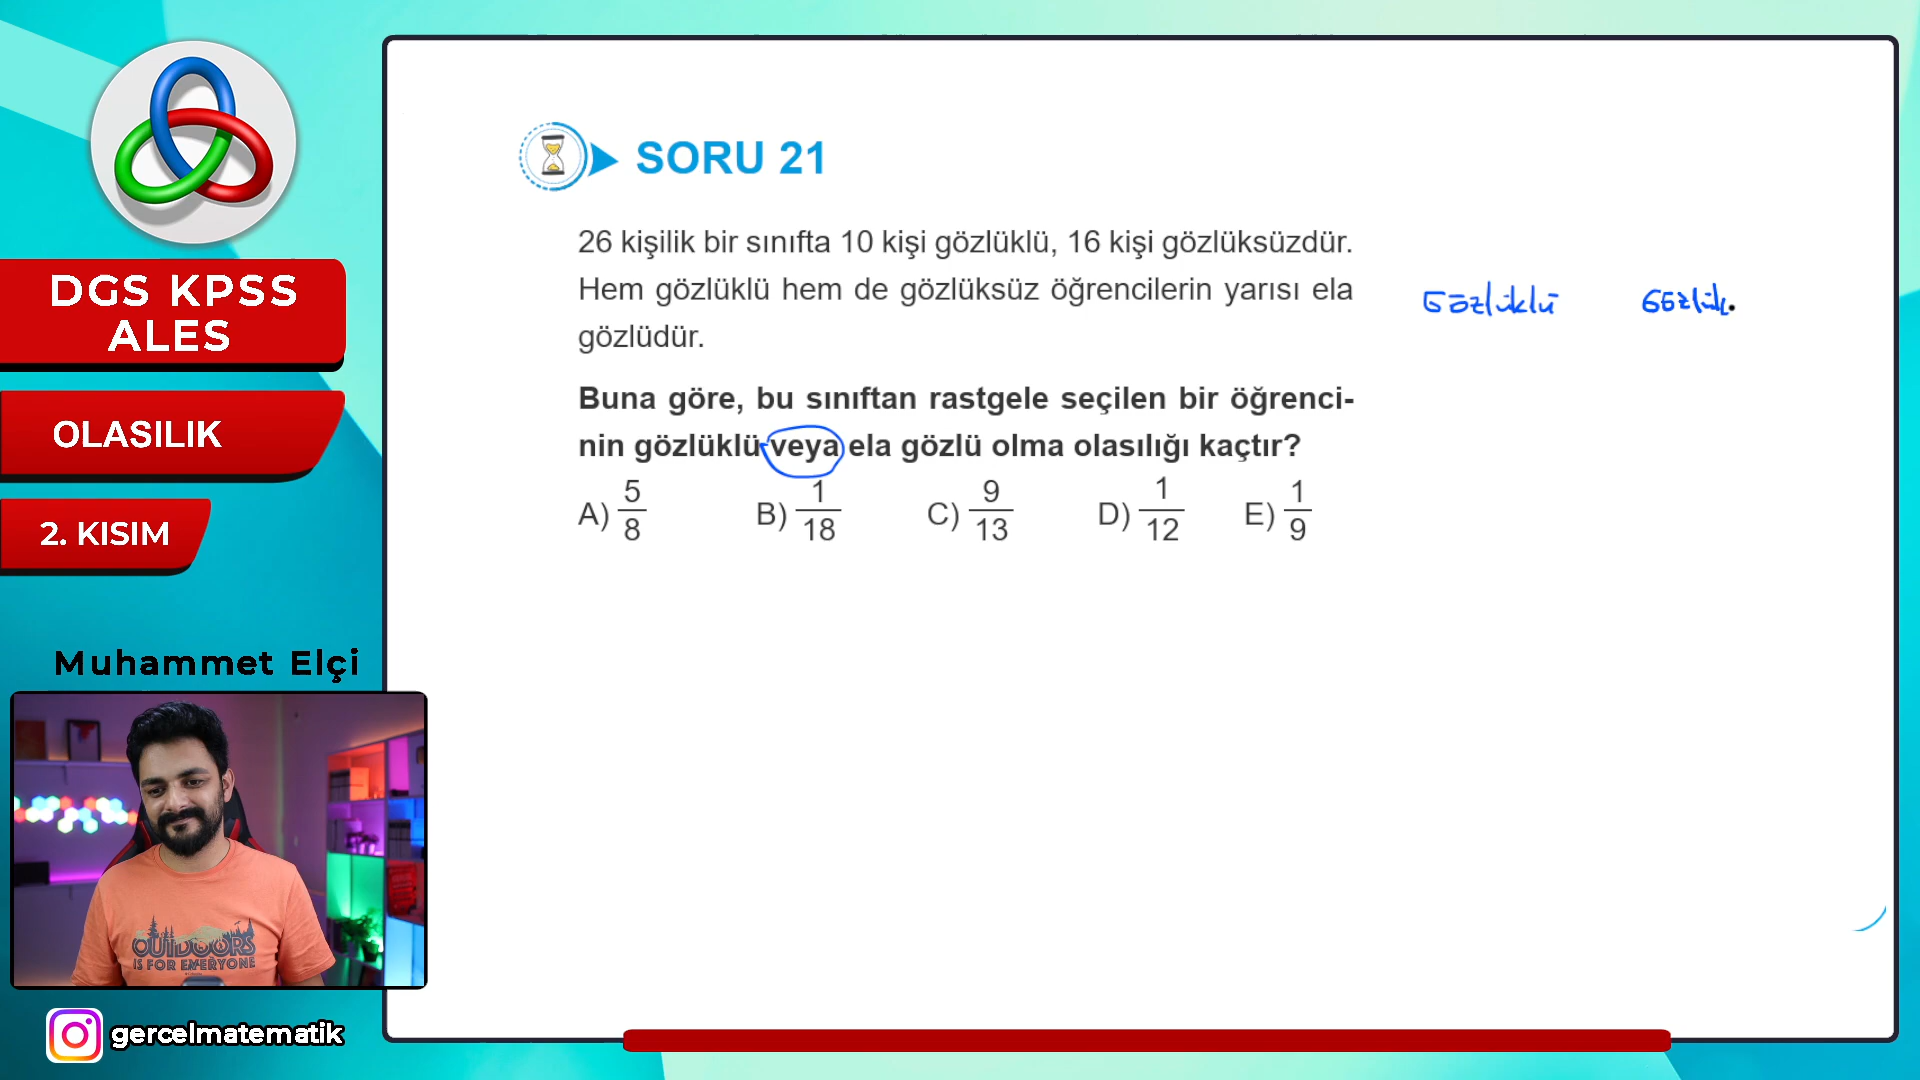 SORU 21
26 kişilik bir sınıfta 10 kişi gözlüklü, 16 kişi gözlüksüzdür.
Hem gözlüklü hem de gözlüksüz öğrencilerin yarısı ela
gözlüdür.
Buna göre, bu sınıftan rastgele seçilen bir öğrenci-
nin gözlüklü veya ela gözlü olma olasılığı kaçtır?
A) 5/8 B) 1/18 C) 9/13 D) 1/12 E) 1/9
Gözlüklü Gözlük
DGS KPSS
ALES
OLASILIK
2. KISIM
Muhammet Elçi
OUTDOORS
IS FOR EVERYONE
gercelmatematik